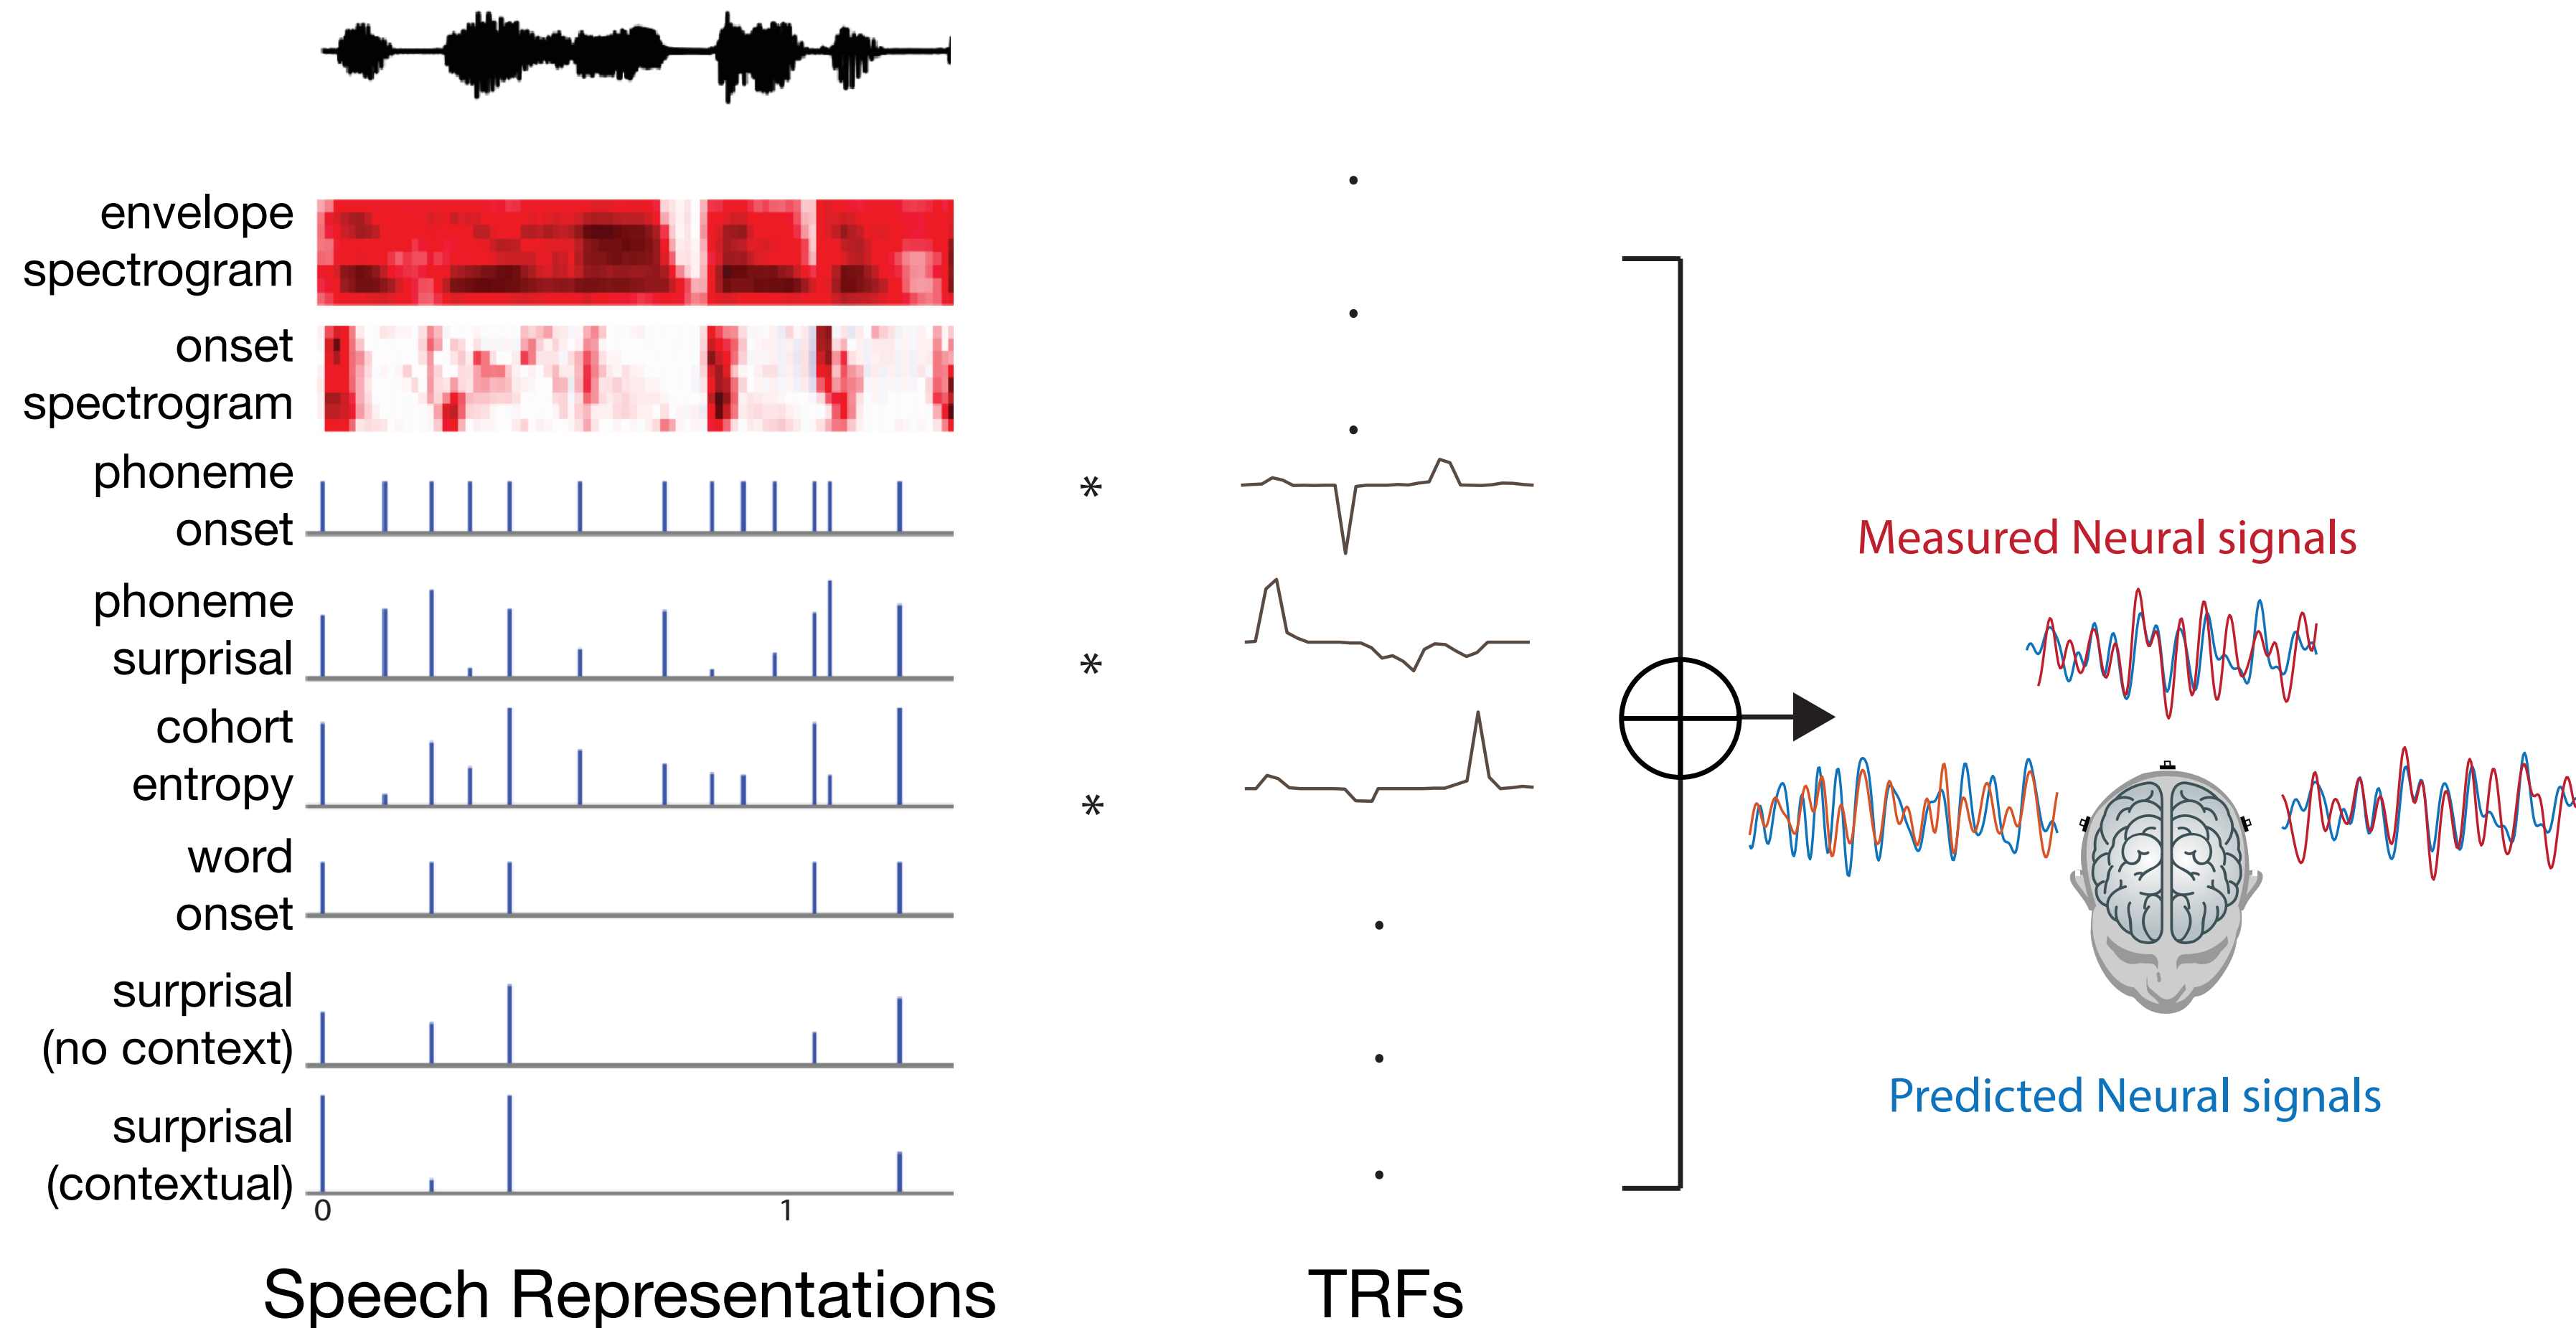 envelope
spectrogram
onset
spectrogram
phoneme
onset
*
phoneme
surprisal
*
cohort
entropy
*
word
onset
surprisal
(no context)
surprisal
(contextual)
0 1
Speech Representations
TRFs
Measured Neural signals
Predicted Neural signals